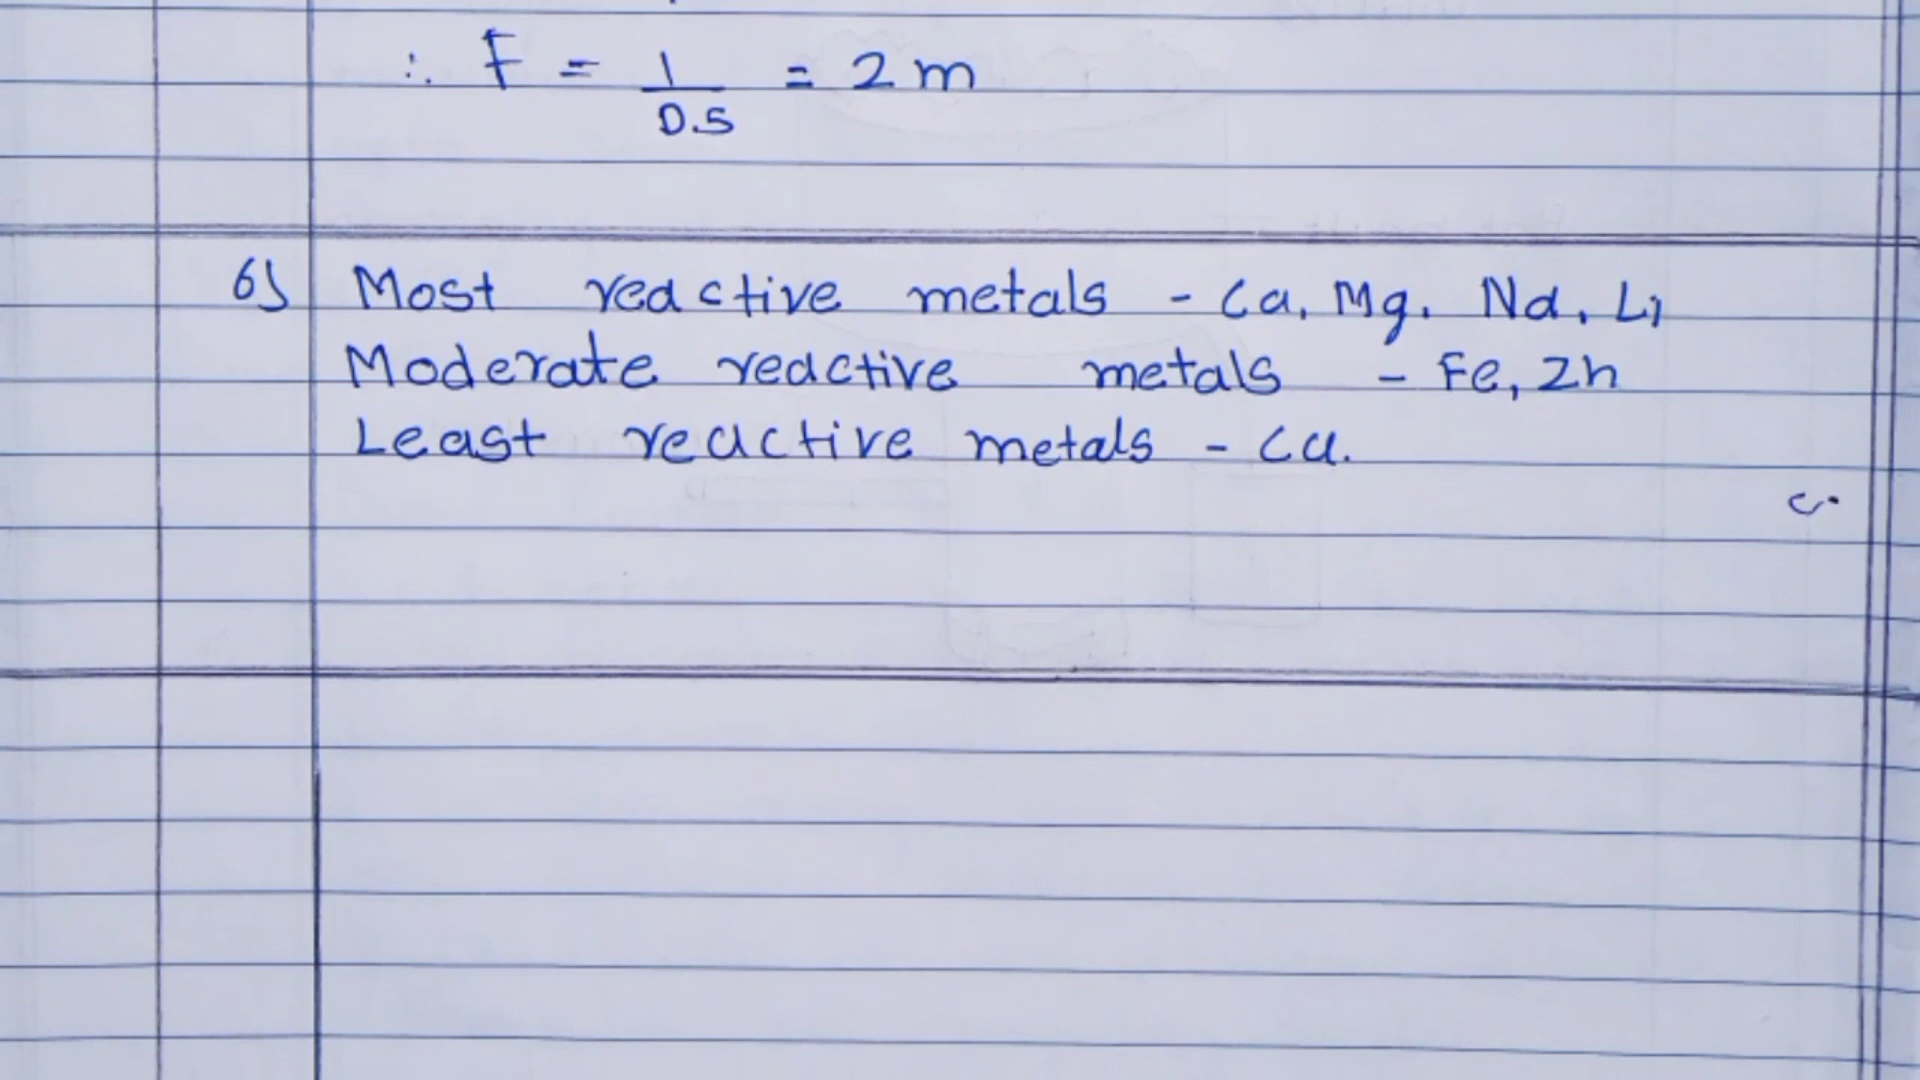 ∴ F = 1/0.5 = 2 m
6) Most reactive metals - Ca, Mg, Na, Li
Moderate reactive metals - Fe, Zn
Least reactive metals - Cu.